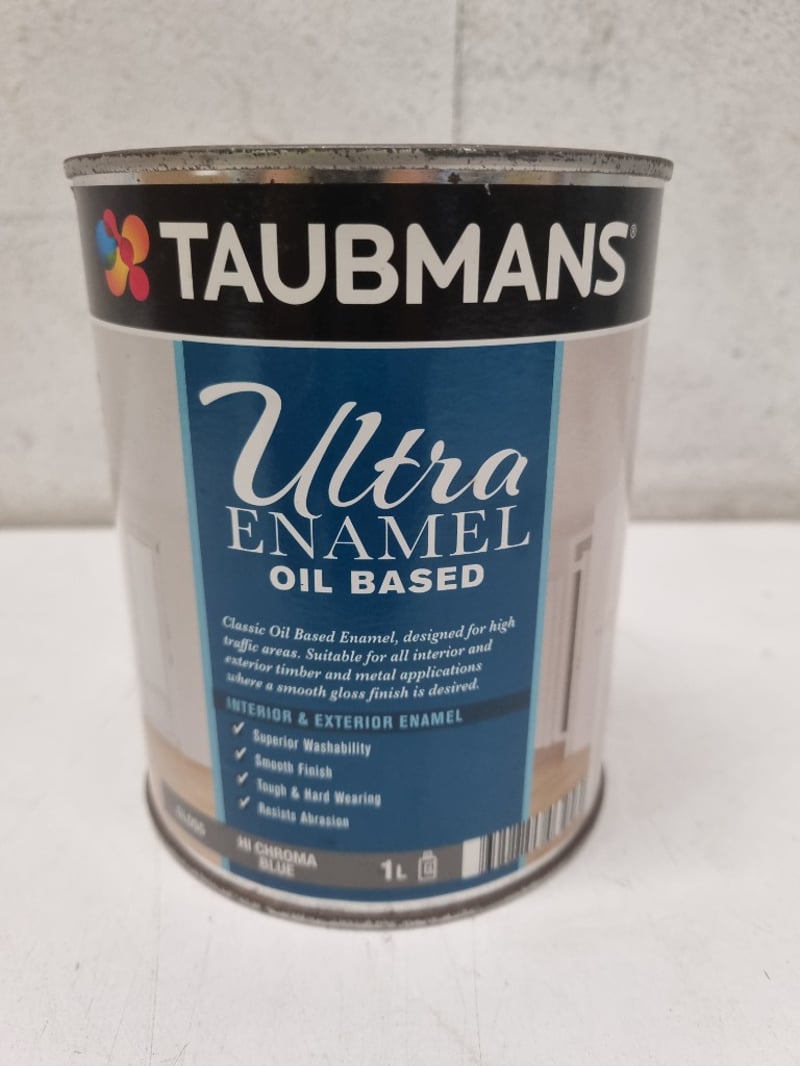 TAUBMANS®
Ultra
ENAMEL
OIL BASED
Classic Oil Based Enamel, designed for high
traffic areas. Suitable for all interior and
exterior timber and metal applications
where a smooth gloss finish is desired.
INTERIOR & EXTERIOR ENAMEL
Superior Washability
Smooth Finish
Tough & Hard Wearing
Resists Abrasion
GLOSS
HI CHROMA
BLUE
1L